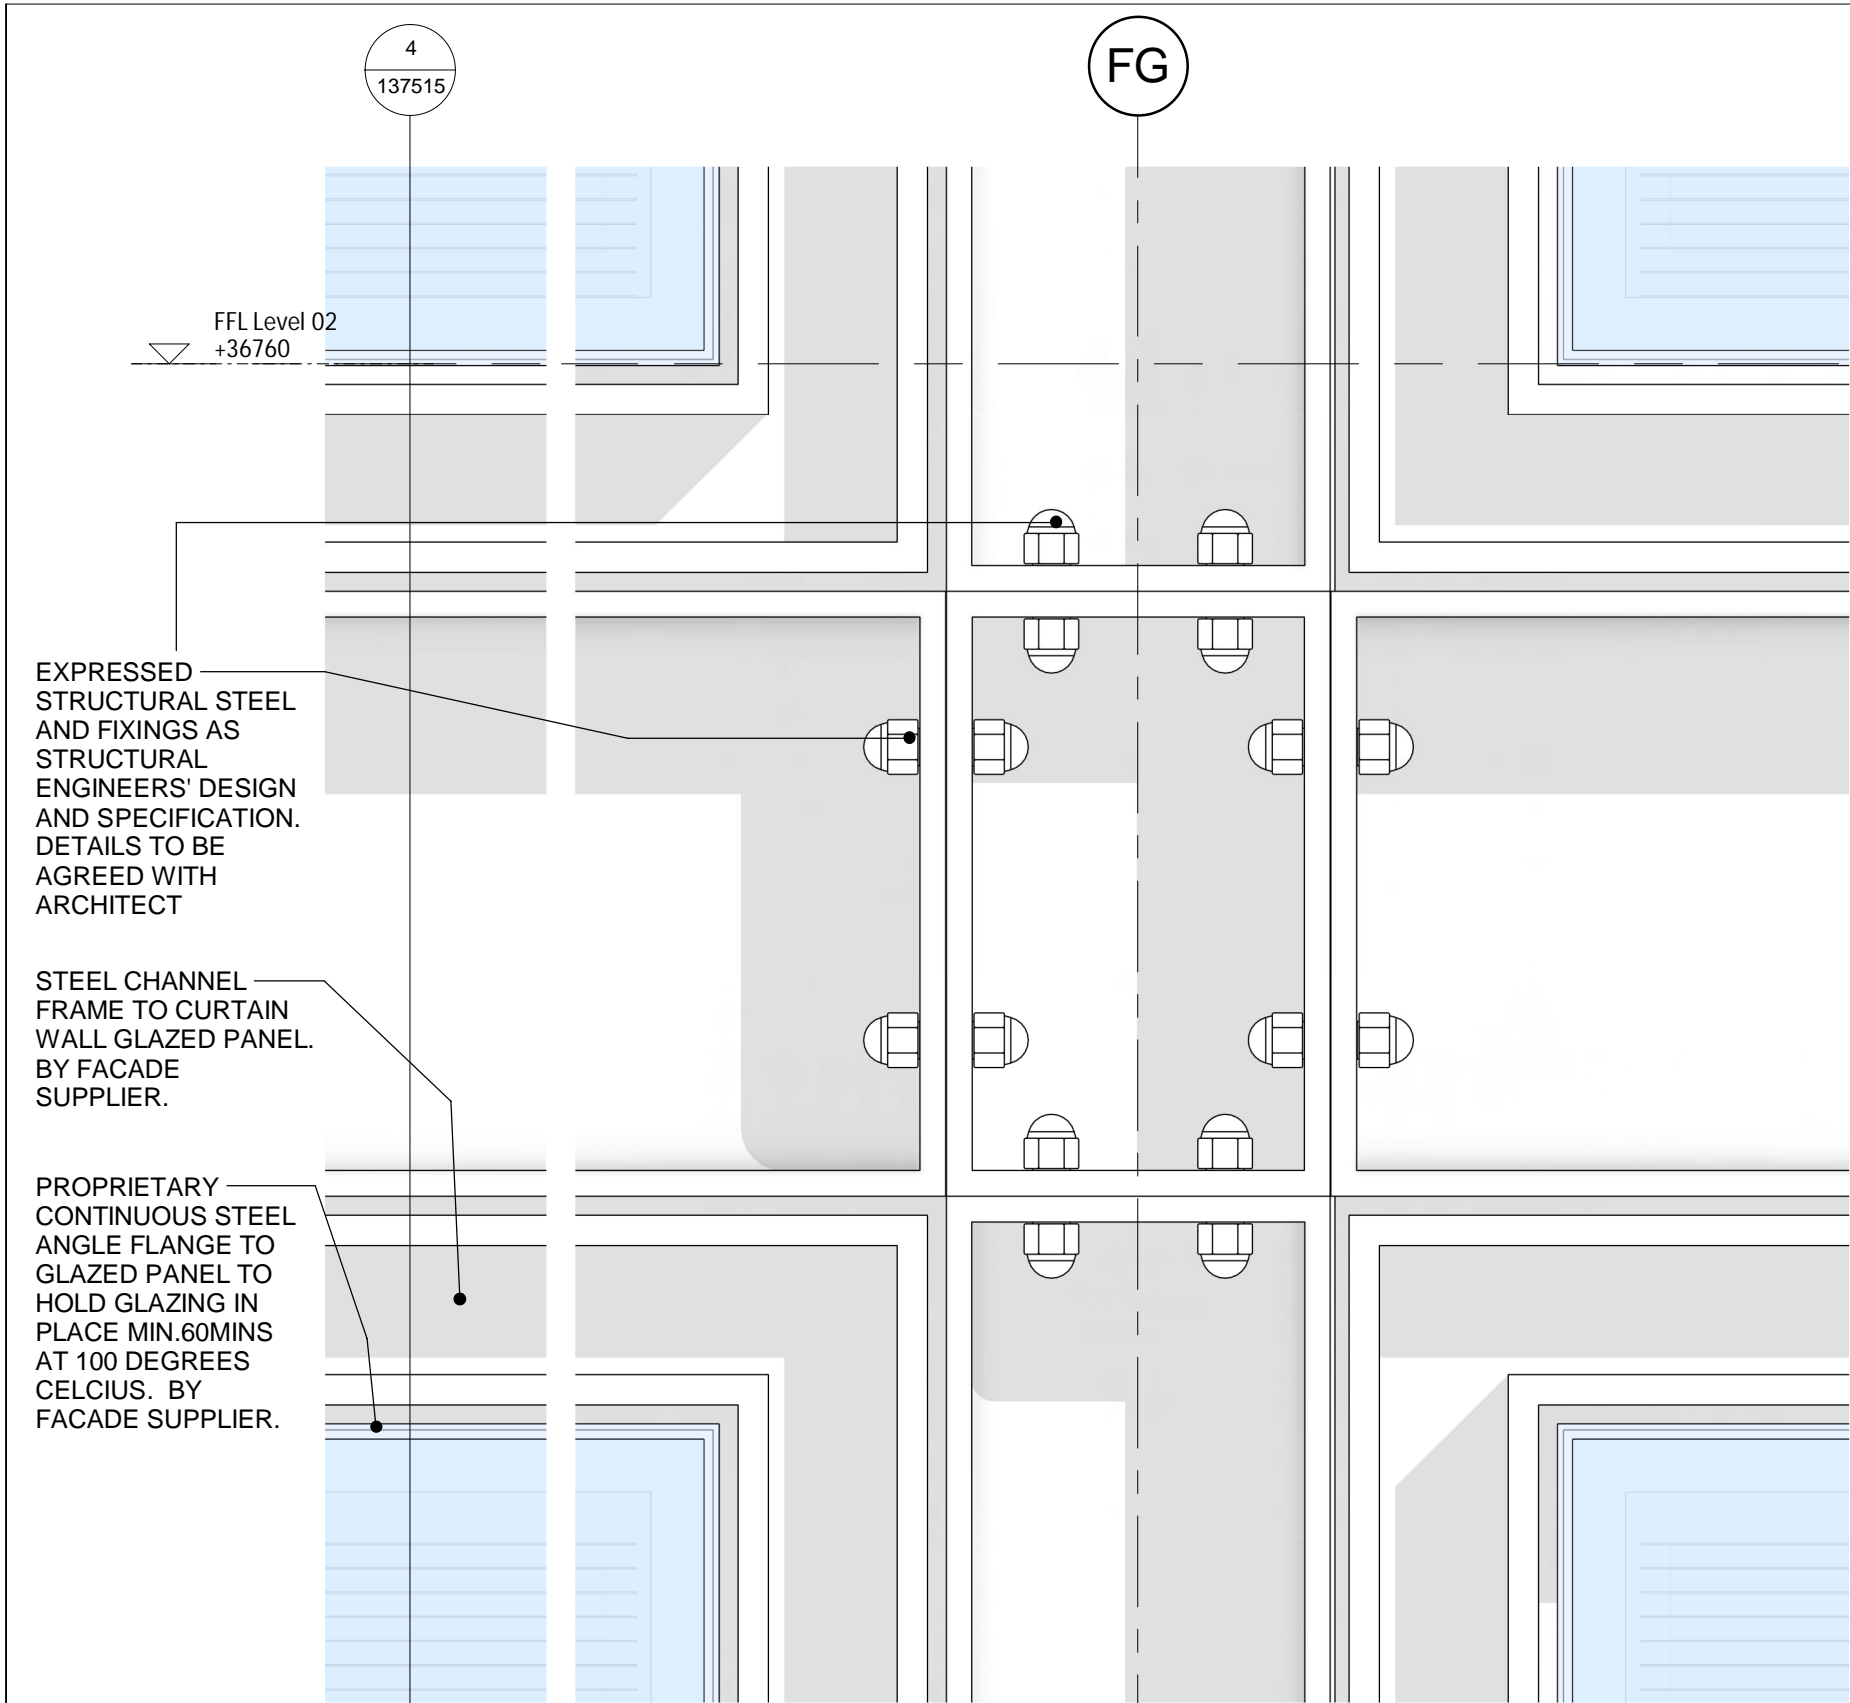 4
137515
FG
FFL Level 02
+36760
EXPRESSED
STRUCTURAL STEEL
AND FIXINGS AS
STRUCTURAL
ENGINEERS' DESIGN
AND SPECIFICATION.
DETAILS TO BE
AGREED WITH
ARCHITECT
STEEL CHANNEL
FRAME TO CURTAIN
WALL GLAZED PANEL.
BY FACADE
SUPPLIER.
PROPRIETARY
CONTINUOUS STEEL
ANGLE FLANGE TO
GLAZED PANEL TO
HOLD GLAZING IN
PLACE MIN.60MINS
AT 100 DEGREES
CELCIUS.  BY
FACADE SUPPLIER.